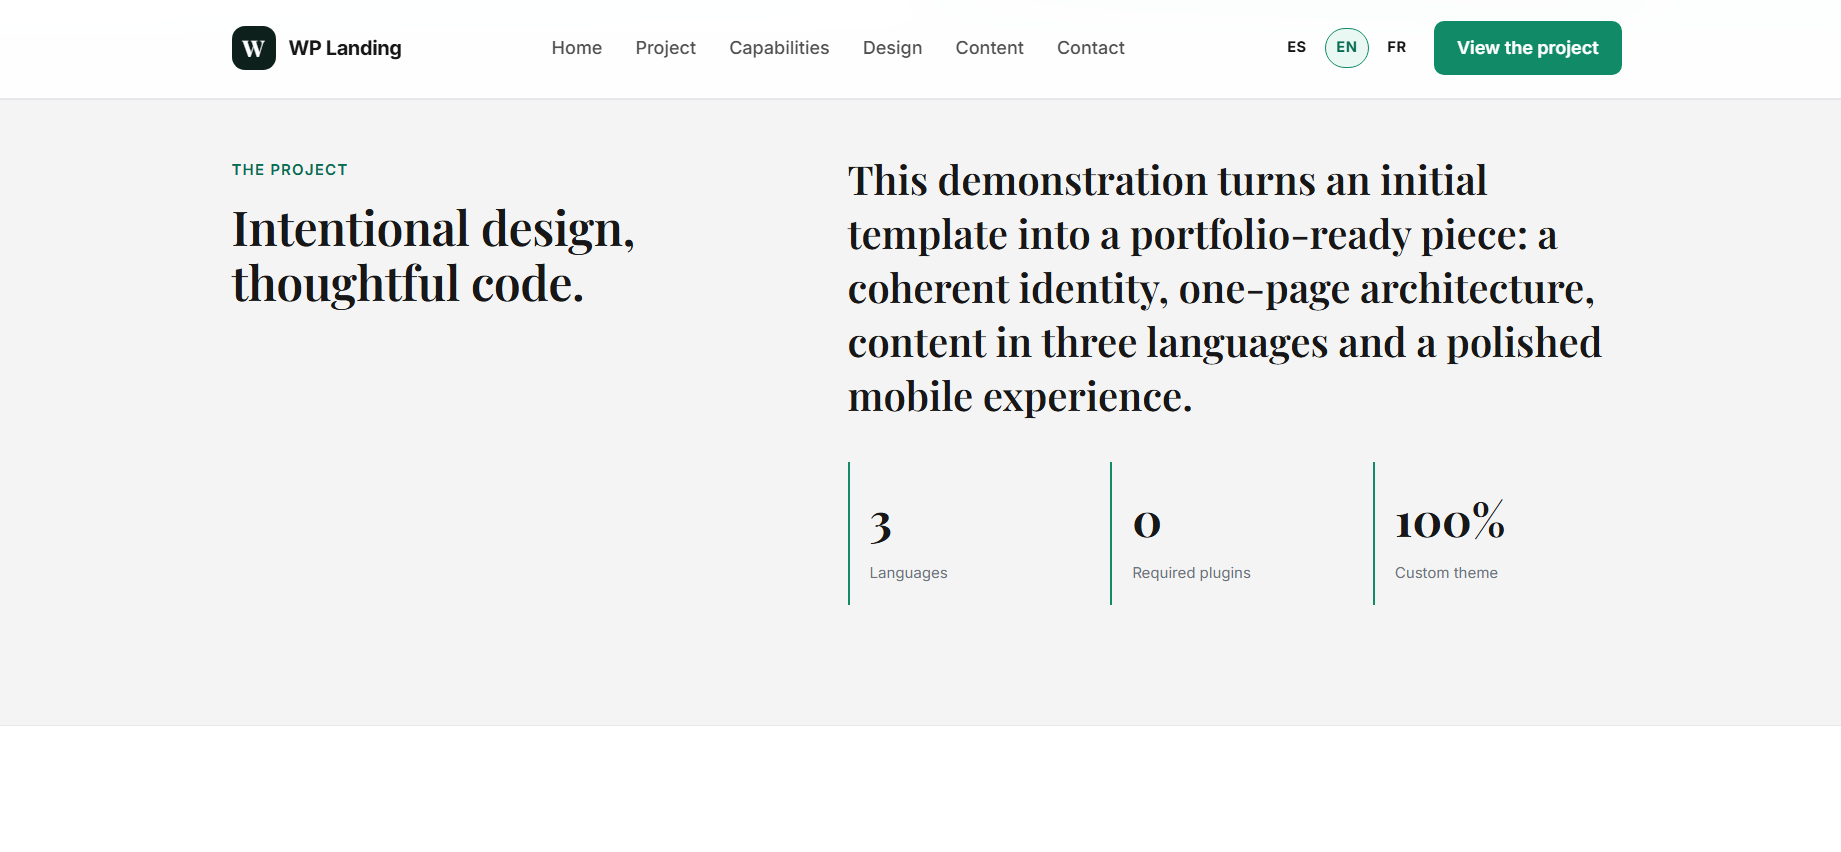 W WP Landing
Home Project Capabilities Design Content Contact
ES EN FR
View the project
THE PROJECT
Intentional design,
thoughtful code.
This demonstration turns an initial
template into a portfolio-ready piece: a
coherent identity, one-page architecture,
content in three languages and a polished
mobile experience.
3
Languages
0
Required plugins
100%
Custom theme